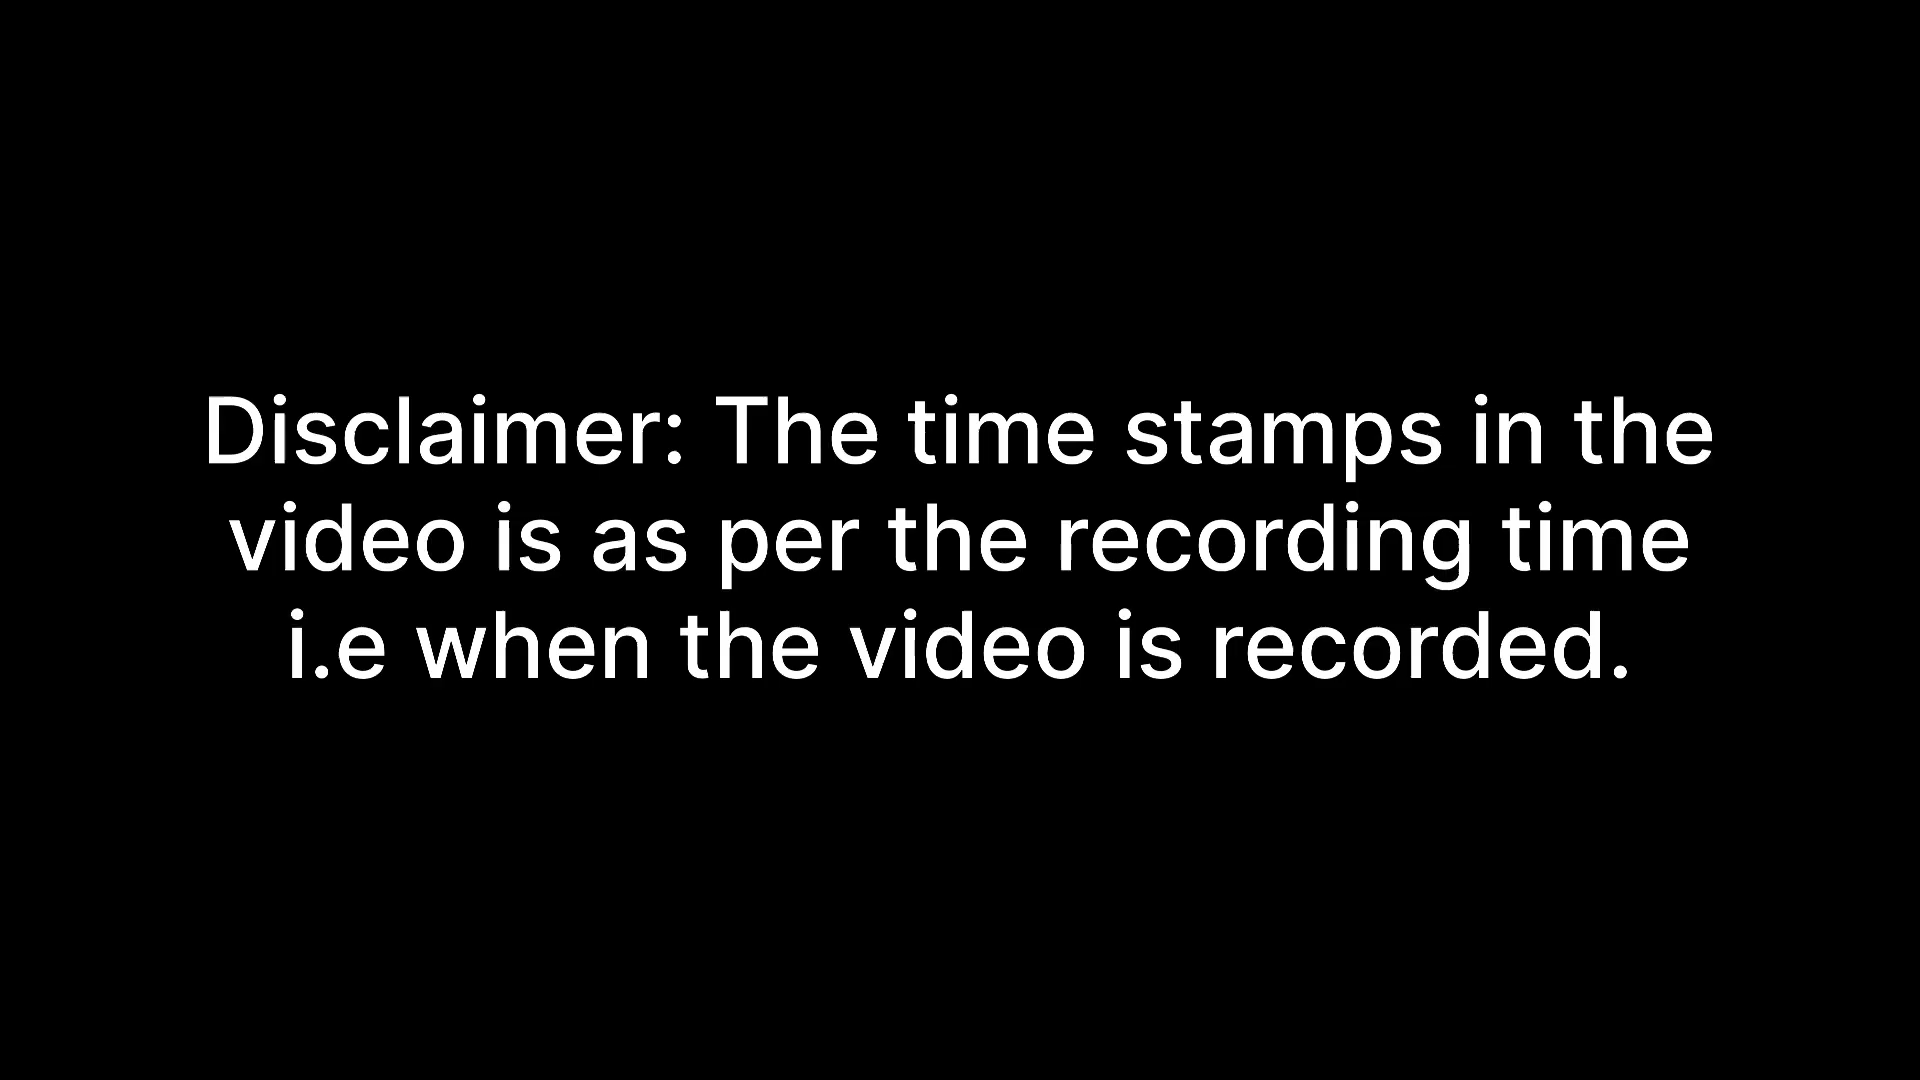 Disclaimer: The time stamps in the
video is as per the recording time
i.e when the video is recorded.